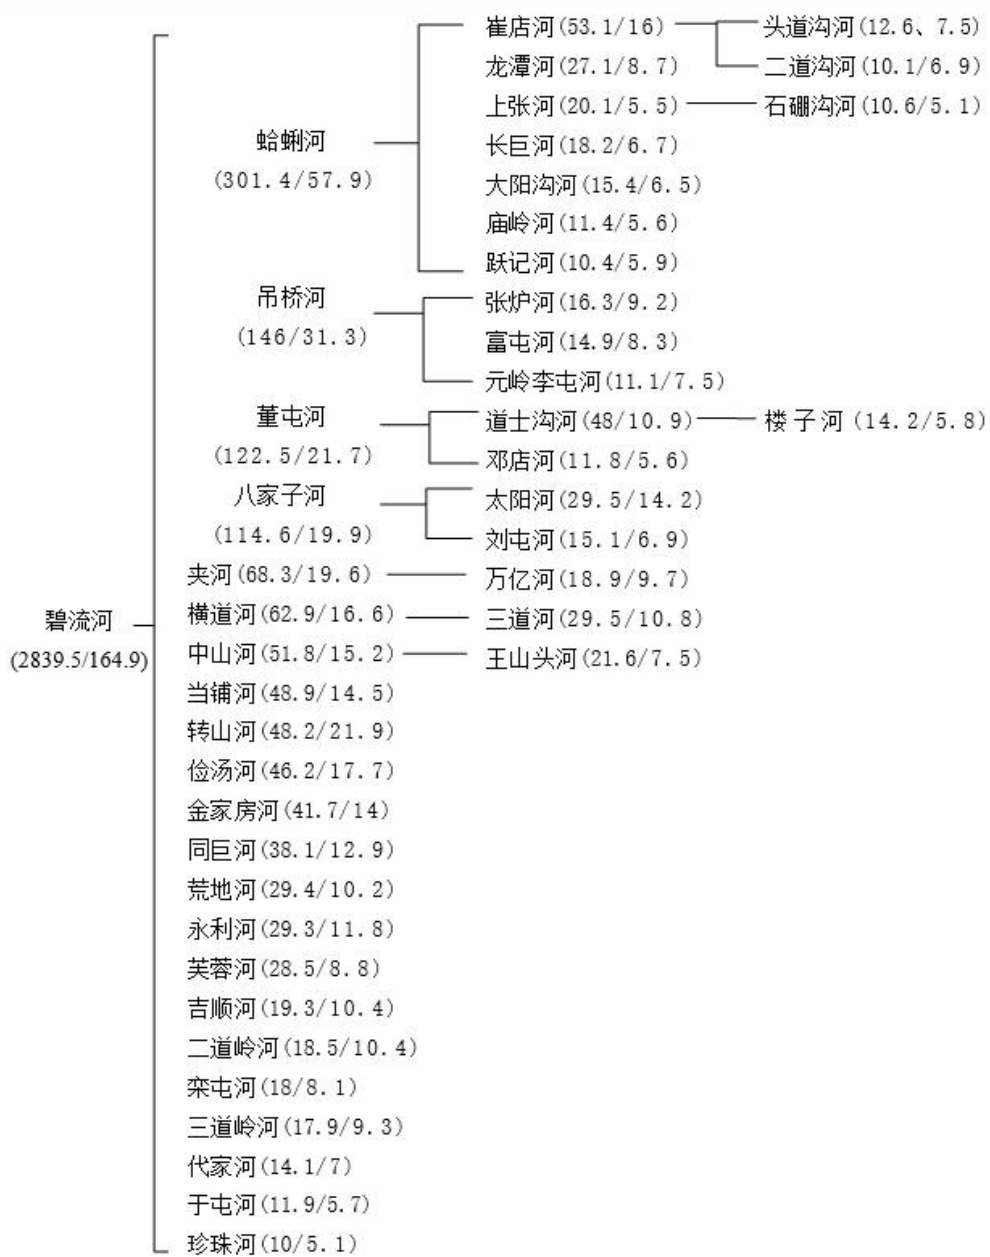 崔店河(53.1/16) 头道沟河(12.6、7.5)
龙潭河(27.1/8.7) 二道沟河(10.1/6.9)
上张河(20.1/5.5) 石硼沟河(10.6/5.1)
蛤蜊河 长巨河(18.2/6.7)
(301.4/57.9) 大阳沟河(15.4/6.5)
庙岭河(11.4/5.6)
跃记河(10.4/5.9)
吊桥河 张炉河(16.3/9.2)
(146/31.3) 富屯河(14.9/8.3)
元岭李屯河(11.1/7.5)
董屯河 道士沟河(48/10.9) 楼子河(14.2/5.8)
(122.5/21.7) 邓店河(11.8/5.6)
八家子河 太阳河(29.5/14.2)
(114.6/19.9) 刘屯河(15.1/6.9)
夹河(68.3/19.6) 万亿河(18.9/9.7)
碧流河 横道河(62.9/16.6) 三道河(29.5/10.8)
(2839.5/164.9) 中山河(51.8/15.2) 王山头河(21.6/7.5)
当铺河(48.9/14.5)
转山河(48.2/21.9)
俭汤河(46.2/17.7)
金家房河(41.7/14)
同巨河(38.1/12.9)
荒地河(29.4/10.2)
永利河(29.3/11.8)
芙蓉河(28.5/8.8)
吉顺河(19.3/10.4)
二道岭河(18.5/10.4)
栾屯河(18/8.1)
三道岭河(17.9/9.3)
代家河(14.1/7)
于屯河(11.9/5.7)
珍珠河(10/5.1)